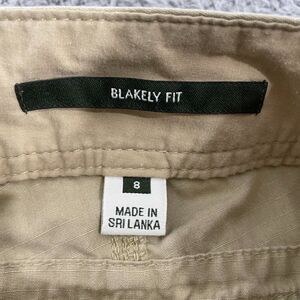 BLAKELY FIT
8
MADE IN
SRI LANKA